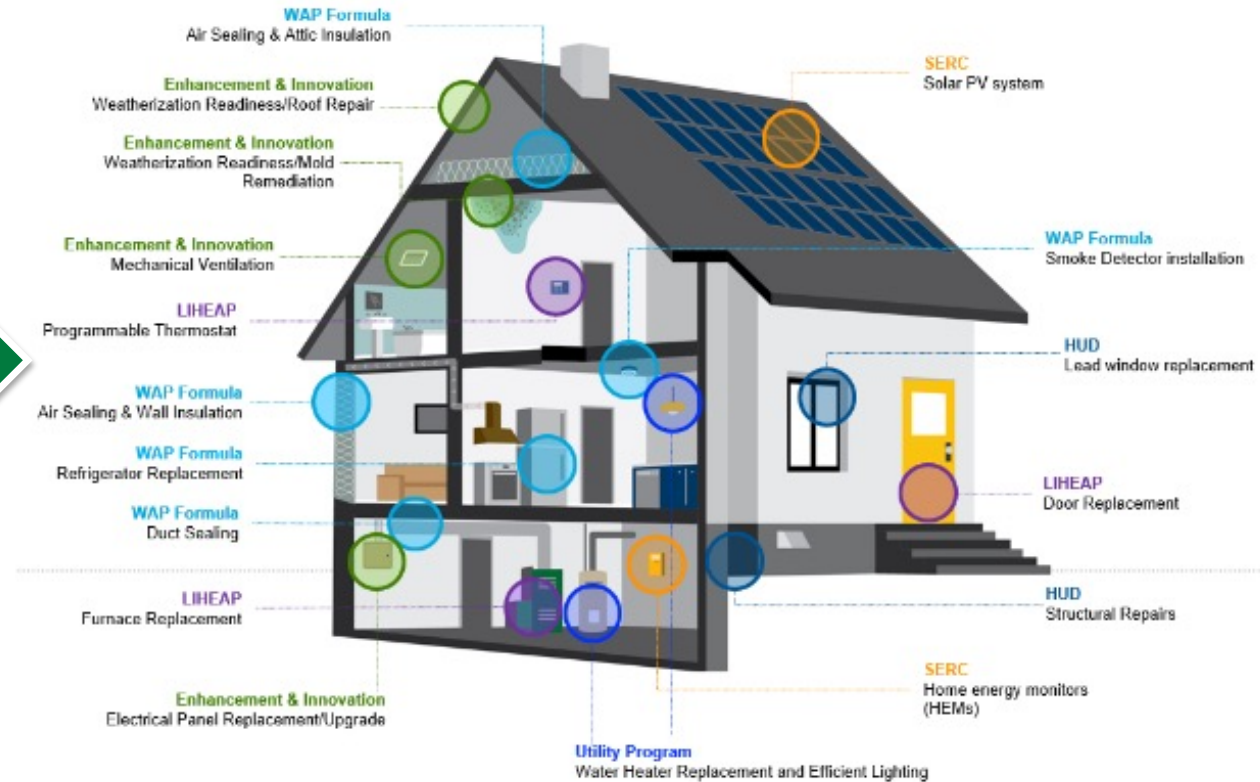 WAP Formula
Air Sealing & Attic Insulation
Enhancement & Innovation
Weatherization Readiness/Roof Repair
Enhancement & Innovation
Weatherization Readiness/Mold
Remediation
Enhancement & Innovation
Mechanical Ventilation
LIHEAP
Programmable Thermostat
WAP Formula
Air Sealing & Wall Insulation
WAP Formula
Refrigerator Replacement
WAP Formula
Duct Sealing
LIHEAP
Furnace Replacement
Enhancement & Innovation
Electrical Panel Replacement/Upgrade
Utility Program
Water Heater Replacement and Efficient Lighting
SERC
Solar PV system
WAP Formula
Smoke Detector installation
HUD
Lead window replacement
LIHEAP
Door Replacement
HUD
Structural Repairs
SERC
Home energy monitors
(HEMs)